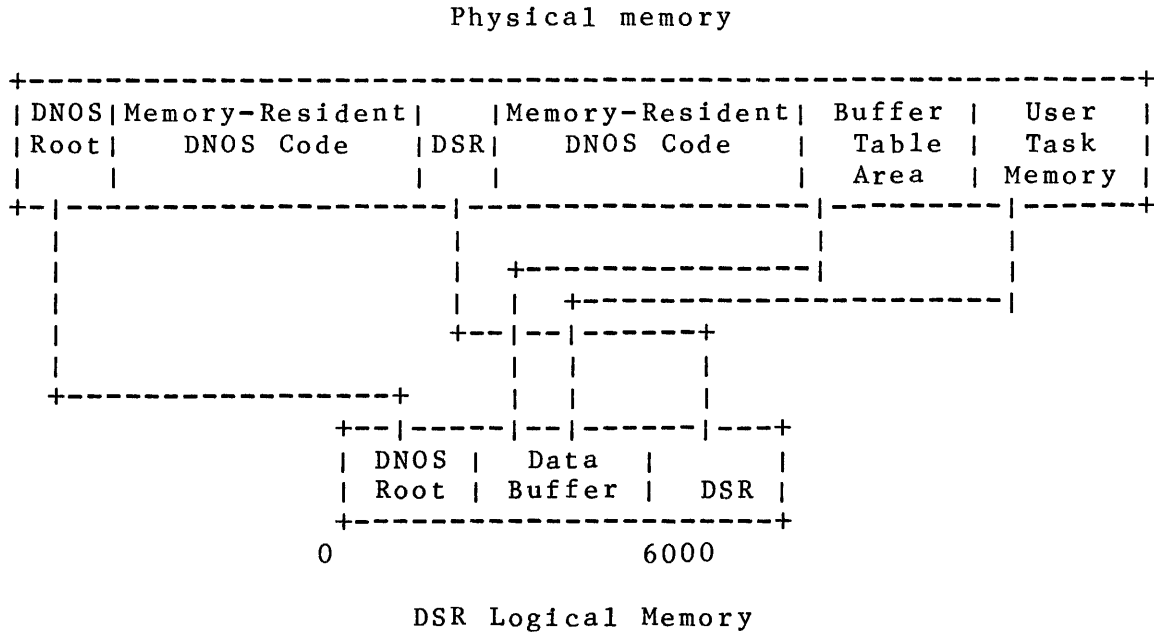 Physical memory
+-----------------------------------------------------------+
| DNOS | Memory-Resident | | Memory-Resident | Buffer | User |
| Root | DNOS Code | DSR | DNOS Code | Table | Task |
| | | | | Area | Memory |
+-|--------------------|-------------------|---------|-------+
| | | |
| | +----------------| |
| | | +-----------------------|
| +--|--|-------+
| | | |
+------------------+ | | |
+--|------|--|-------|---+
| DNOS | Data | |
| Root | Buffer | DSR |
+-----------------------+
0 6000
DSR Logical Memory